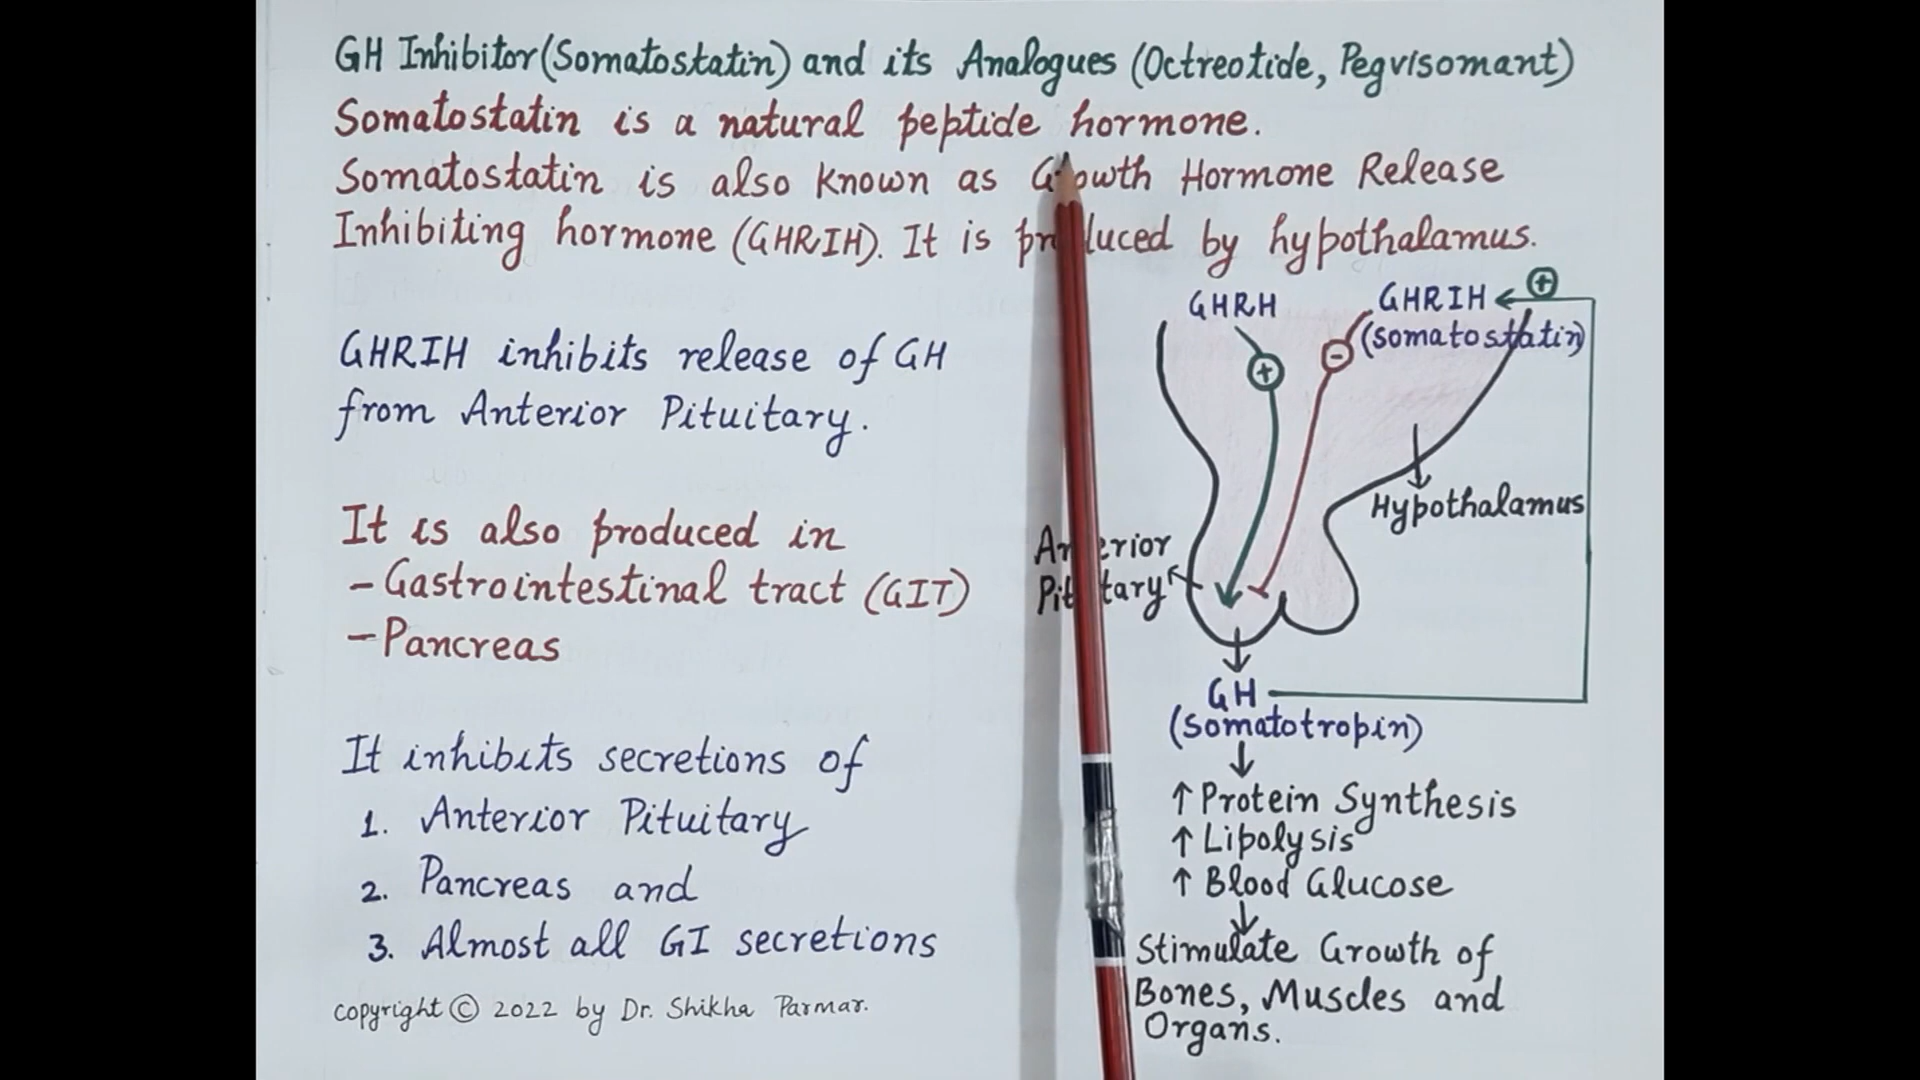 GH Inhibitor(Somatostatin) and its Analogues (Octreotide, Pegvisomant)
Somatostatin is a natural peptide hormone.
Somatostatin is also known as Growth Hormone Release
Inhibiting hormone (GHRIH). It is produced by hypothalamus.
GHRIH inhibits release of GH
from Anterior Pituitary.
It is also produced in
- Gastrointestinal tract (GIT)
- Pancreas
It inhibits secretions of
1. Anterior Pituitary
2. Pancreas and
3. Almost all GI secretions
copyright © 2022 by Dr. Shikha Parmar.
GHRH
GHRIH
+
(somatostatin)
+
-
Hypothalamus
Anterior
Pituitary
GH
(Somatotropin)
↑ Protein Synthesis
↑ Lipolysis
↑ Blood Glucose
Stimulate Growth of
Bones, Muscles and
Organs.